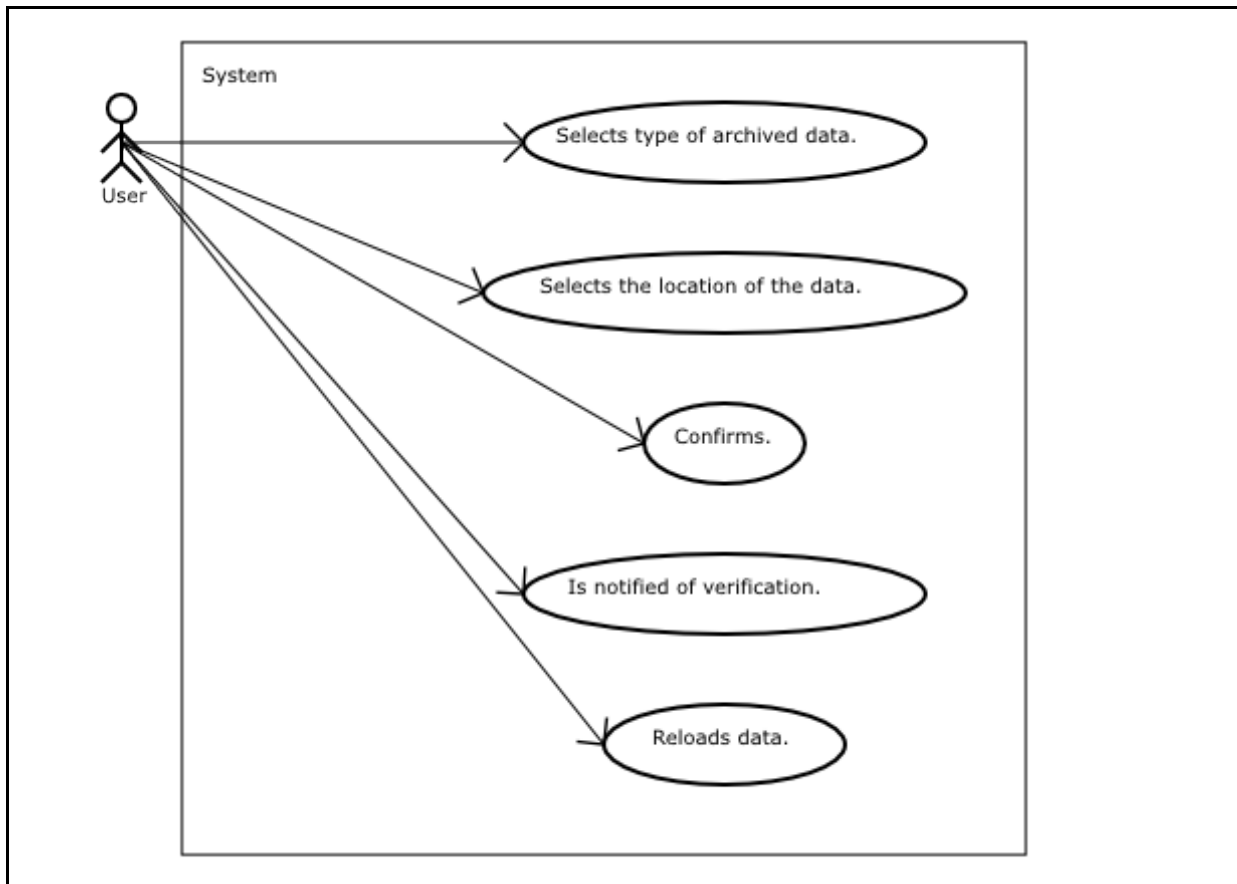 System
Selects type of archived data.
User
Selects the location of the data.
Confirms.
Is notified of verification.
Reloads data.